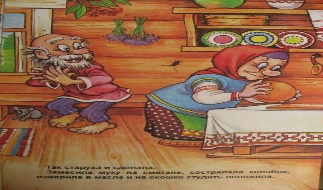 Так старуха и сделала.
Замесила муку на сметане, состряпала колобок,
изжарила в масле и на окошко студить положила.